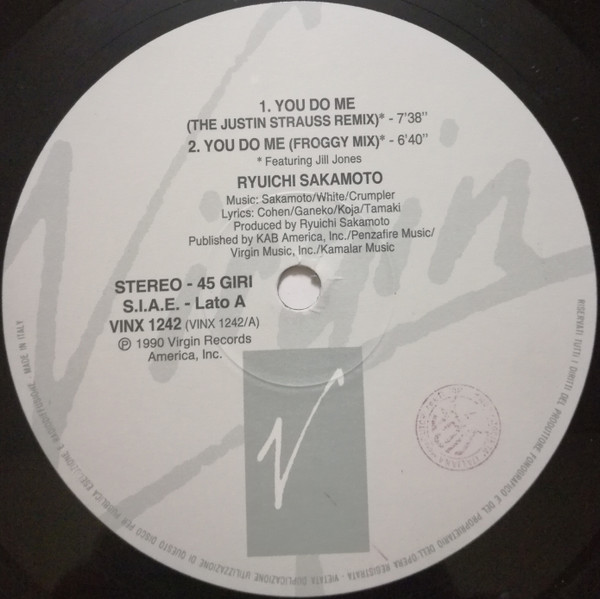 1. YOU DO ME
(THE JUSTIN STRAUSS REMIX)* - 7'38"
2. YOU DO ME (FROGGY MIX)* - 6'40"
* Featuring Jill Jones
RYUICHI SAKAMOTO
Music: Sakamoto/White/Crumpler
Lyrics: Cohen/Ganeko/Koja/Tamaki
Produced by Ryuichi Sakamoto
Published by KAB America, Inc./Penzafire Music/
Virgin Music, Inc./Kamalar Music
STEREO - 45 GIRI
S.I.A.E. - Lato A
VINX 1242 (VINX 1242/A)
℗ 1990 Virgin Records
America, Inc.
Virgin
V
RISERVATI TUTTI I DIRITTI DEL PRODUTTORE FONOGRAFICO E DEL PROPRIETARIO DELL'OPERA REGISTRATA - VIETATA DUPLICAZIONE UTILIZZAZIONE DI QUESTO DISCO PER PUBBLICA ESECUZIONE E RADIODIFFUSIONE - MADE IN ITALY